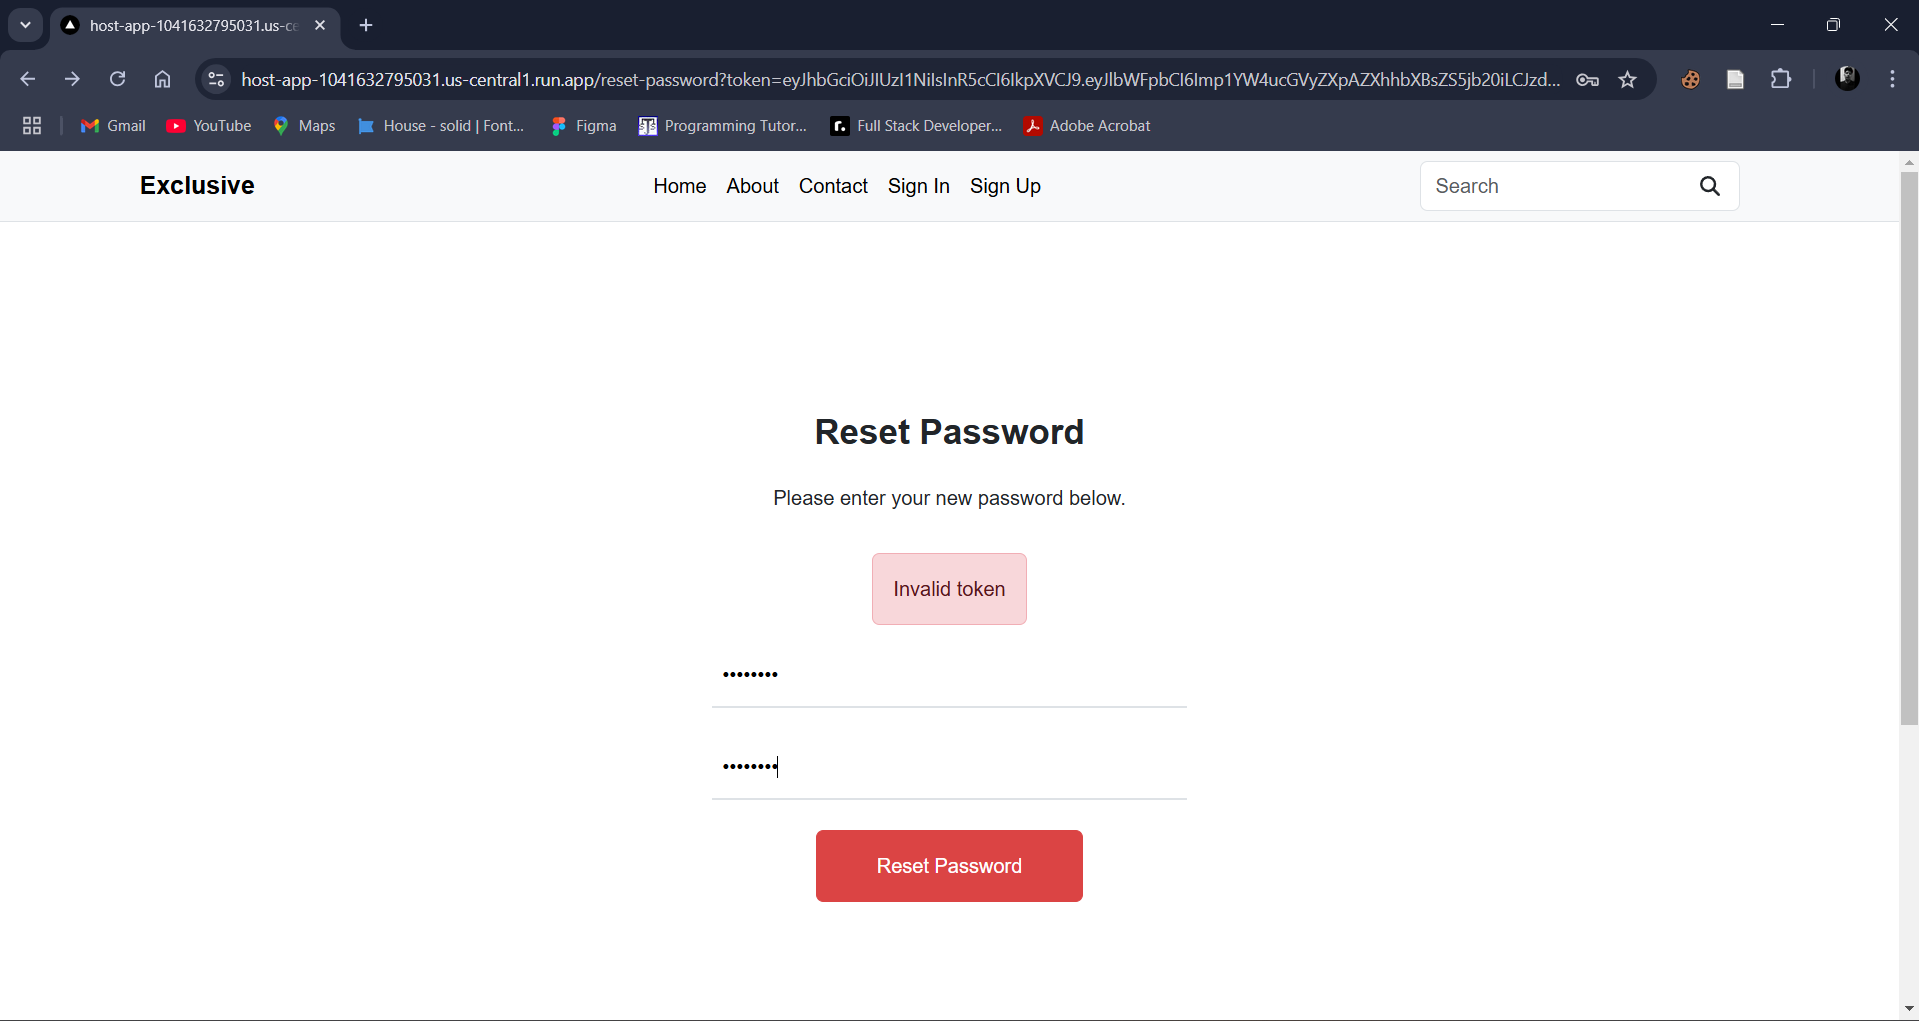 host-app-1041632795031.us-ce
host-app-1041632795031.us-central1.run.app/reset-password?token=eyJhbGciOiJIUzI1NiIsInR5cCI6IkpXVCJ9.eyJlbWFpbCI6Imp1YW4ucGVyZXpAZXhhbXBsZS5jb20iLCJzd...
Gmail YouTube Maps House - solid | Font... Figma Programming Tutor... Full Stack Developer... Adobe Acrobat
Exclusive Home About Contact Sign In Sign Up Search
Reset Password
Please enter your new password below.
Invalid token
••••••••
••••••••
Reset Password